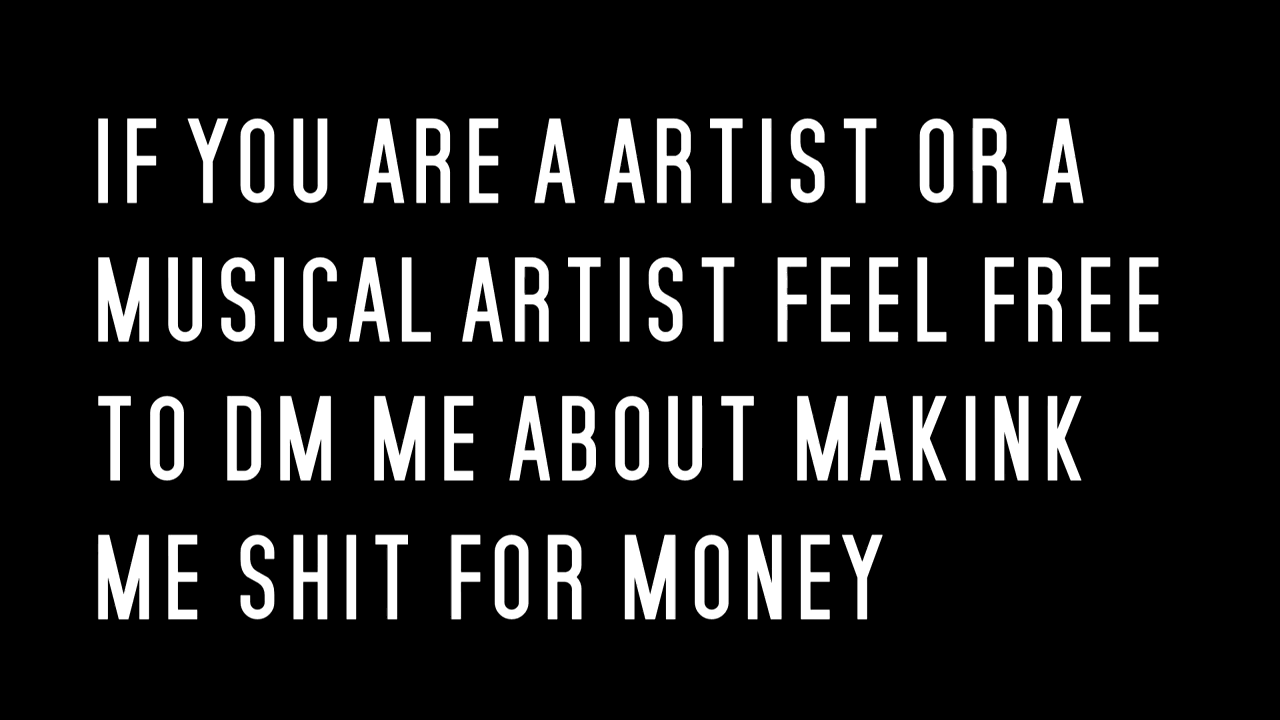 IF YOU ARE A ARTIST OR A
MUSICAL ARTIST FEEL FREE
TO DM ME ABOUT MAKINK
ME SHIT FOR MONEY